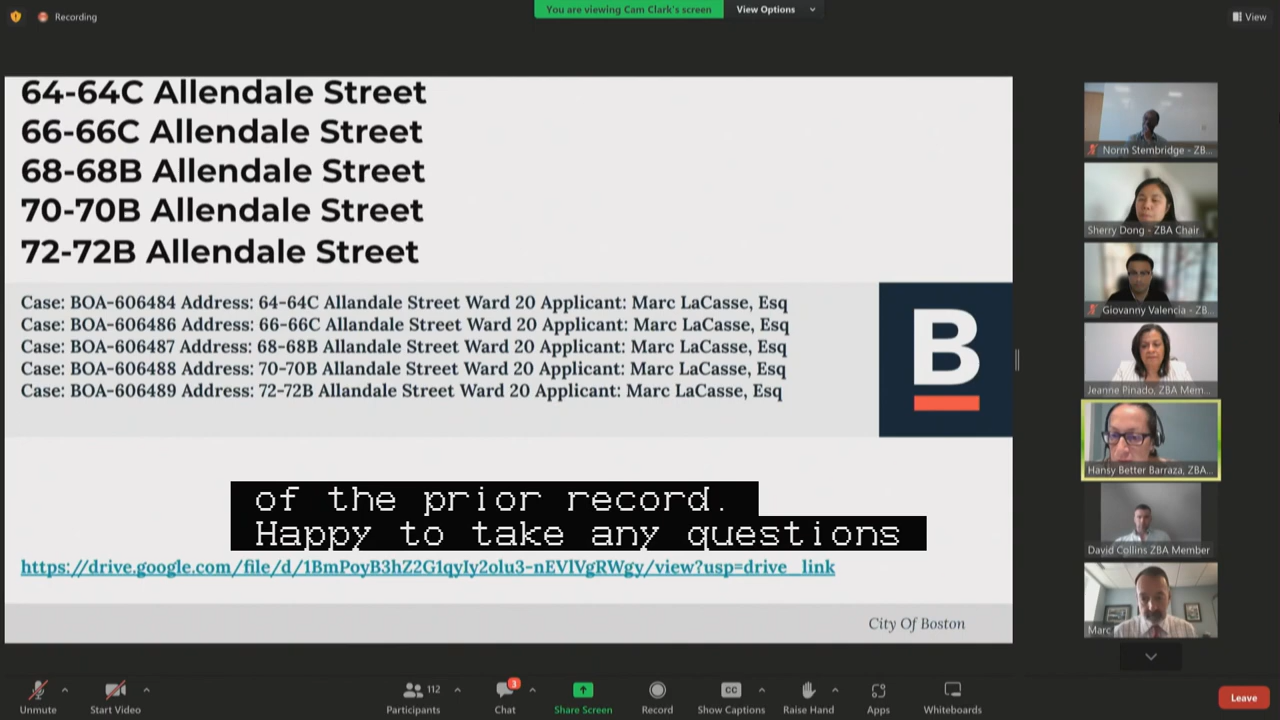 Recording
You are viewing Cam Clark's screen
View Options
View
64-64C Allendale Street
66-66C Allendale Street
68-68B Allendale Street
70-70B Allendale Street
72-72B Allendale Street
Case: BOA-606484 Address: 64-64C Allandale Street Ward 20 Applicant: Marc LaCasse, Esq
Case: BOA-606486 Address: 66-66C Allandale Street Ward 20 Applicant: Marc LaCasse, Esq
Case: BOA-606487 Address: 68-68B Allandale Street Ward 20 Applicant: Marc LaCasse, Esq
Case: BOA-606488 Address: 70-70B Allandale Street Ward 20 Applicant: Marc LaCasse, Esq
Case: BOA-606489 Address: 72-72B Allandale Street Ward 20 Applicant: Marc LaCasse, Esq
B
of the prior record.
Happy to take any questions
https://drive.google.com/file/d/1BmPoyB3hZ2G1qyIy2olu3-nEVlVgRWgy/view?usp=drive_link
City Of Boston
Norm Stembridge - ZB...
Sherry Dong - ZBA Chair
Giovanny Valencia - ZB...
Jeanne Pinado, ZBA Mem...
Hansy Better Barraza, ZBA...
David Collins ZBA Member
Marc
Unmute
Start Video
112
Participants
3
Chat
Share Screen
Record
CC
Show Captions
Raise Hand
Apps
Whiteboards
Leave